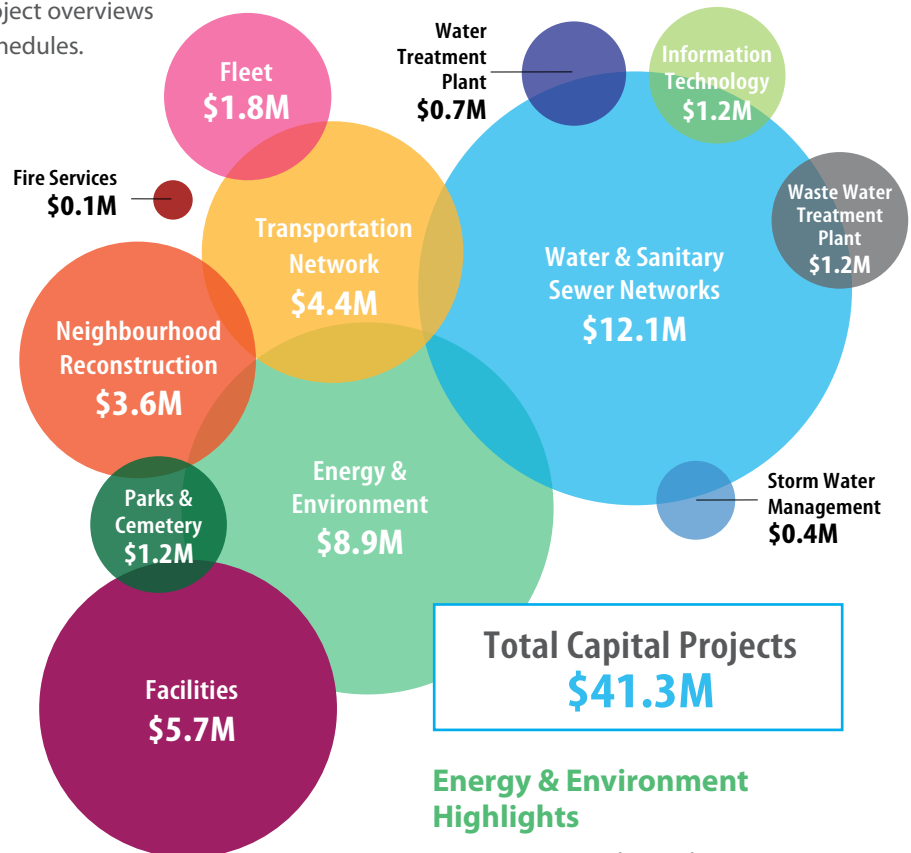 oject overviews
hedules.
Fleet
$1.8M
Water
Treatment
Plant
$0.7M
Information
Technology
$1.2M
Fire Services
$0.1M
Transportation
Network
$4.4M
Water & Sanitary
Sewer Networks
$12.1M
Waste Water
Treatment
Plant
$1.2M
Neighbourhood
Reconstruction
$3.6M
Energy &
Environment
$8.9M
Parks &
Cemetery
$1.2M
Storm Water
Management
$0.4M
Facilities
$5.7M
Total Capital Projects
$41.3M
Energy & Environment
Highlights